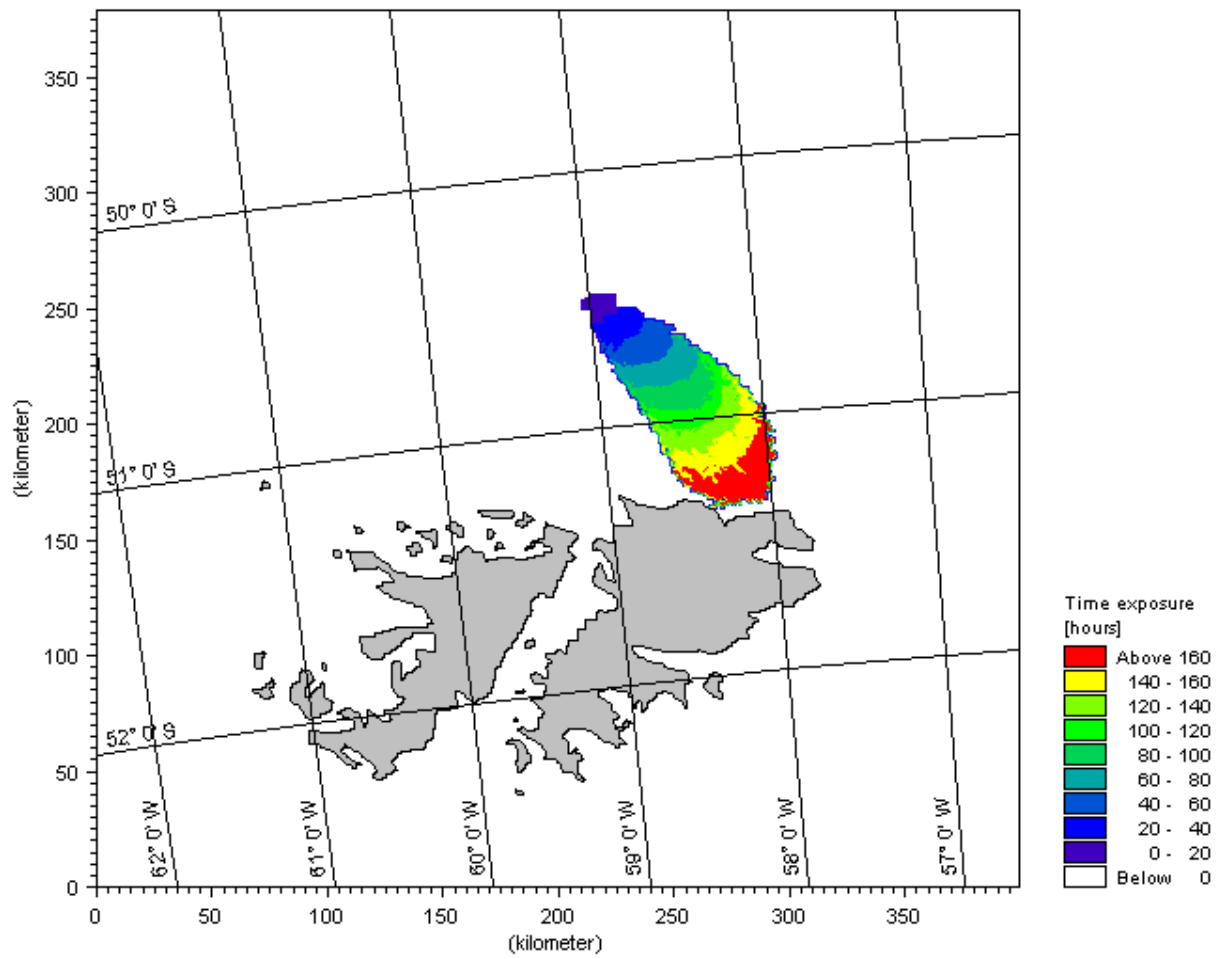 350
300
50° 0' S
250
(kilometer)
200
51° 0' S
150
Time exposure
[hours]
100
Above 160
140 - 160
120 - 140
52° 0' S
100 - 120
80 - 100
50
60 - 80
40 - 60
62° 0' W
61° 0' W
60° 0' W
59° 0' W
58° 0' W
57° 0' W
20 - 40
0 - 20
0
Below 0
0 50 100 150 200 250 300 350
(kilometer)